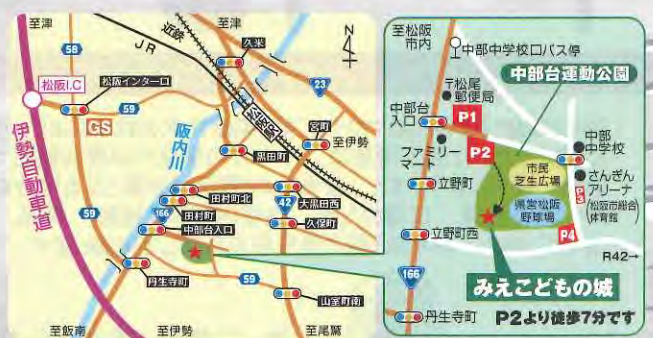 至津
至津
近鉄
JR
久米
58
松阪I.C
松阪インター口
59
GS
伊勢自動車道
阪内川
松阪駅
23
宮町
至伊勢
黒田町
田村町北
大黒田西
166
田村町
42
久保町
中部台入口
59
丹生寺町
59
山室町南
至飯南
至伊勢
至尾鷲
至松阪
市内
中部中学校口バス停
中部台運動公園
〒松尾
郵便局
中部台
入口
P1
P2
ファミリー
マート
中部
中学校
市民
芝生広場
さんぎん
アリーナ
(松阪市総合
体育館)
P3
立野町
県営松阪
野球場
P4
立野町西
R42→
みえこどもの城
166
丹生寺町
P2より徒歩7分です